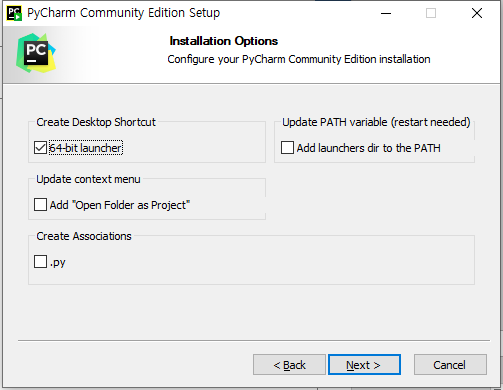 PC PyCharm Community Edition Setup
PC
Installation Options
Configure your PyCharm Community Edition installation
Create Desktop Shortcut
64-bit launcher
Update PATH variable (restart needed)
Add launchers dir to the PATH
Update context menu
Add "Open Folder as Project"
Create Associations
.py
< Back
Next >
Cancel